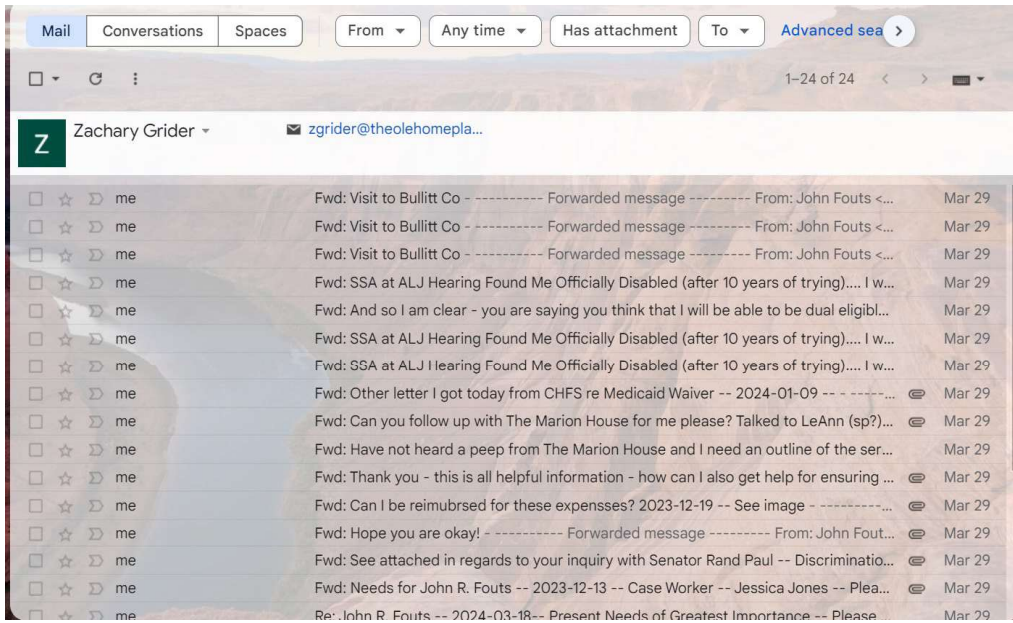 Mail Conversations Spaces From Any time Has attachment To Advanced sea
1–24 of 24
Z Zachary Grider zgrider@theolehomepla...
me Fwd: Visit to Bullitt Co - ---------- Forwarded message --------- From: John Fouts <... Mar 29
me Fwd: Visit to Bullitt Co - ---------- Forwarded message --------- From: John Fouts <... Mar 29
me Fwd: Visit to Bullitt Co - ---------- Forwarded message --------- From: John Fouts <... Mar 29
me Fwd: SSA at ALJ Hearing Found Me Officially Disabled (after 10 years of trying).... I w... Mar 29
me Fwd: And so I am clear - you are saying you think that I will be able to be dual eligibl... Mar 29
me Fwd: SSA at ALJ Hearing Found Me Officially Disabled (after 10 years of trying).... I w... Mar 29
me Fwd: SSA at ALJ Hearing Found Me Officially Disabled (after 10 years of trying).... I w... Mar 29
me Fwd: Other letter I got today from CHFS re Medicaid Waiver -- 2024-01-09 -- - -----... Mar 29
me Fwd: Can you follow up with The Marion House for me please? Talked to LeAnn (sp?)... Mar 29
me Fwd: Have not heard a peep from The Marion House and I need an outline of the ser... Mar 29
me Fwd: Thank you - this is all helpful information - how can I also get help for ensuring ... Mar 29
me Fwd: Can I be reimubrsed for these expensses? 2023-12-19 -- See image - ---------... Mar 29
me Fwd: Hope you are okay! - ---------- Forwarded message --------- From: John Fout... Mar 29
me Fwd: See attached in regards to your inquiry with Senator Rand Paul -- Discriminatio... Mar 29
me Fwd: Needs for John R. Fouts -- 2023-12-13 -- Case Worker -- Jessica Jones -- Plea... Mar 29
me Re: John R. Fouts -- 2024-03-18-- Present Needs of Greatest Importance -- Please... Mar 29